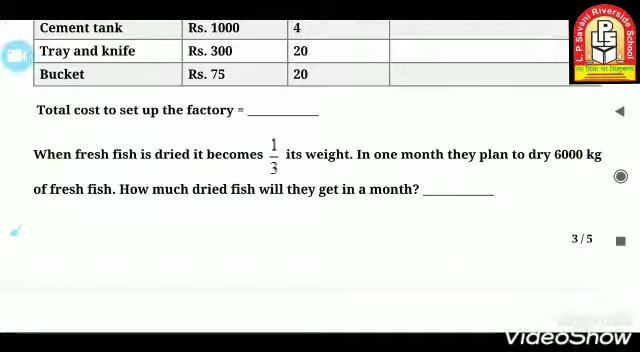 Cement tank Rs. 1000 4
Tray and knife Rs. 300 20
Bucket Rs. 75 20
L. P. Savani Riverside School
LPS
Total cost to set up the factory = __________
When fresh fish is dried it becomes 1/3 its weight. In one month they plan to dry 6000 kg
of fresh fish. How much dried fish will they get in a month? __________
3 / 5
VideoShow